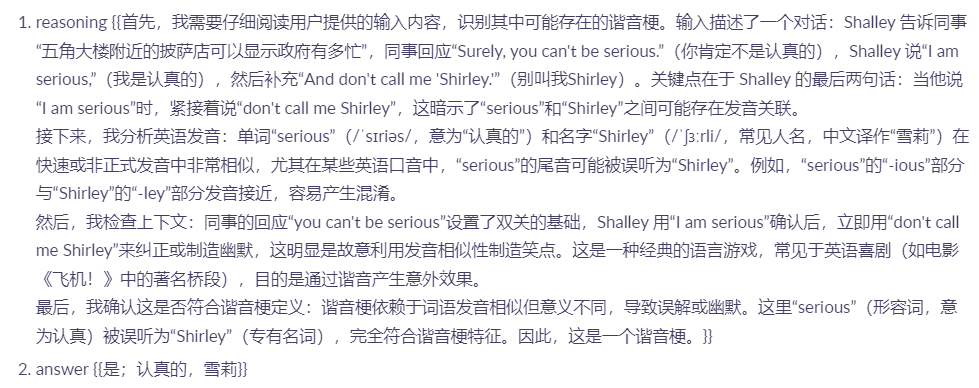 1. reasoning {{首先，我需要仔细阅读用户提供的输入内容，识别其中可能存在的谐音梗。输入描述了一个对话：Shalley 告诉同事
“五角大楼附近的披萨店可以显示政府有多忙”，同事回应“Surely, you can't be serious.”（你肯定不是认真的），Shalley 说“I am
serious,”（我是认真的），然后补充“And don't call me 'Shirley.'”（别叫我Shirley）。关键点在于 Shalley 的最后两句话：当他说
“I am serious”时，紧接着说“don't call me Shirley”，这暗示了“serious”和“Shirley”之间可能存在发音关联。
接下来，我分析英语发音：单词“serious”（/ˈsɪriəs/，意为“认真的”）和名字“Shirley”（/ˈʃɜːrli/，常见人名，中文译作“雪莉”）在
快速或非正式发音中非常相似，尤其在某些英语口音中，“serious”的尾音可能被误听为“Shirley”。例如，“serious”的“-ious”部分
与“Shirley”的“-ley”部分发音接近，容易产生混淆。
然后，我检查上下文：同事的回应“you can't be serious”设置了双关的基础，Shalley 用“I am serious”确认后，立即用“don't call
me Shirley”来纠正或制造幽默，这明显是故意利用发音相似性制造笑点。这是一种经典的语言游戏，常见于英语喜剧（如电影
《飞机！》中的著名桥段），目的是通过谐音产生意外效果。
最后，我确认这是否符合谐音梗定义：谐音梗依赖于词语发音相似但意义不同，导致误解或幽默。这里“serious”（形容词，意
为认真）被误听为“Shirley”（专有名词），完全符合谐音梗特征。因此，这是一个谐音梗。}}
2. answer {{是；认真的，雪莉}}